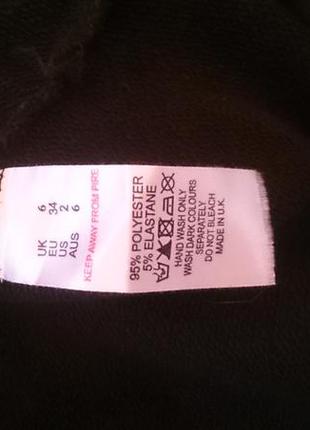 UK 6
EU 34
US 2
AUS 6
KEEP AWAY FROM FIRE
95% POLYESTER
5% ELASTANE
HAND WASH ONLY
WASH DARK COLOURS
SEPARATELY
DO NOT BLEACH
MADE IN U.K.